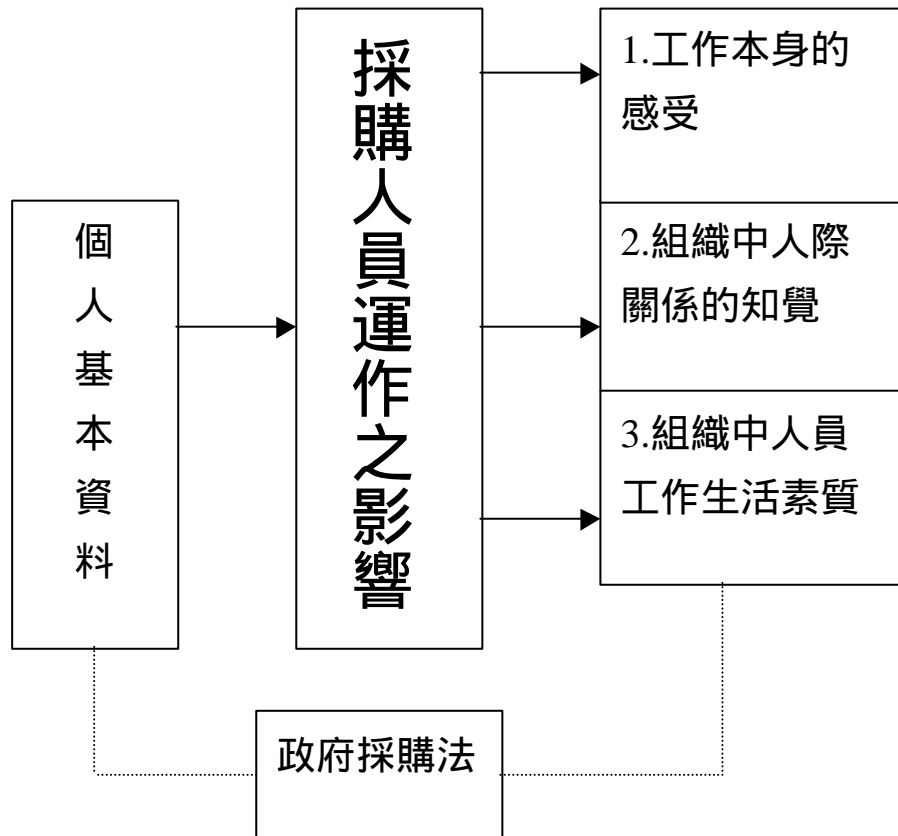 個人基本資料
採購人員運作之影響
1.工作本身的
感受
2.組織中人際
關係的知覺
3.組織中人員
工作生活素質
政府採購法